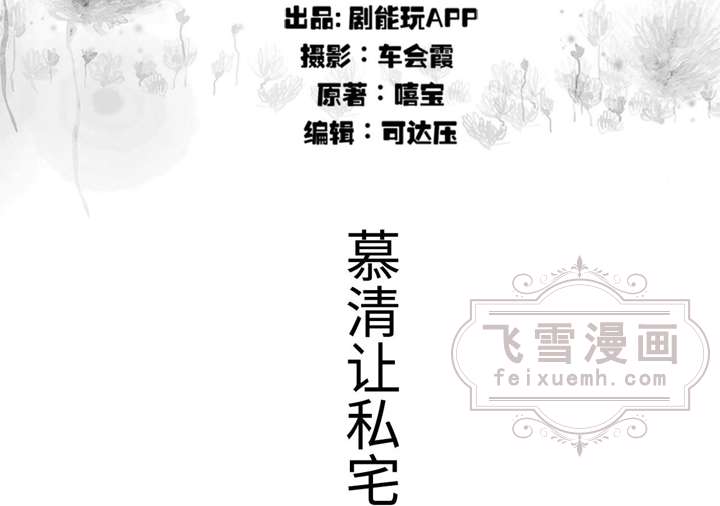 出品: 剧能玩APP
摄影：车会霞
原著：嘻宝
编辑：可达压
慕清让私宅
飞雪漫画
feixuemh.com